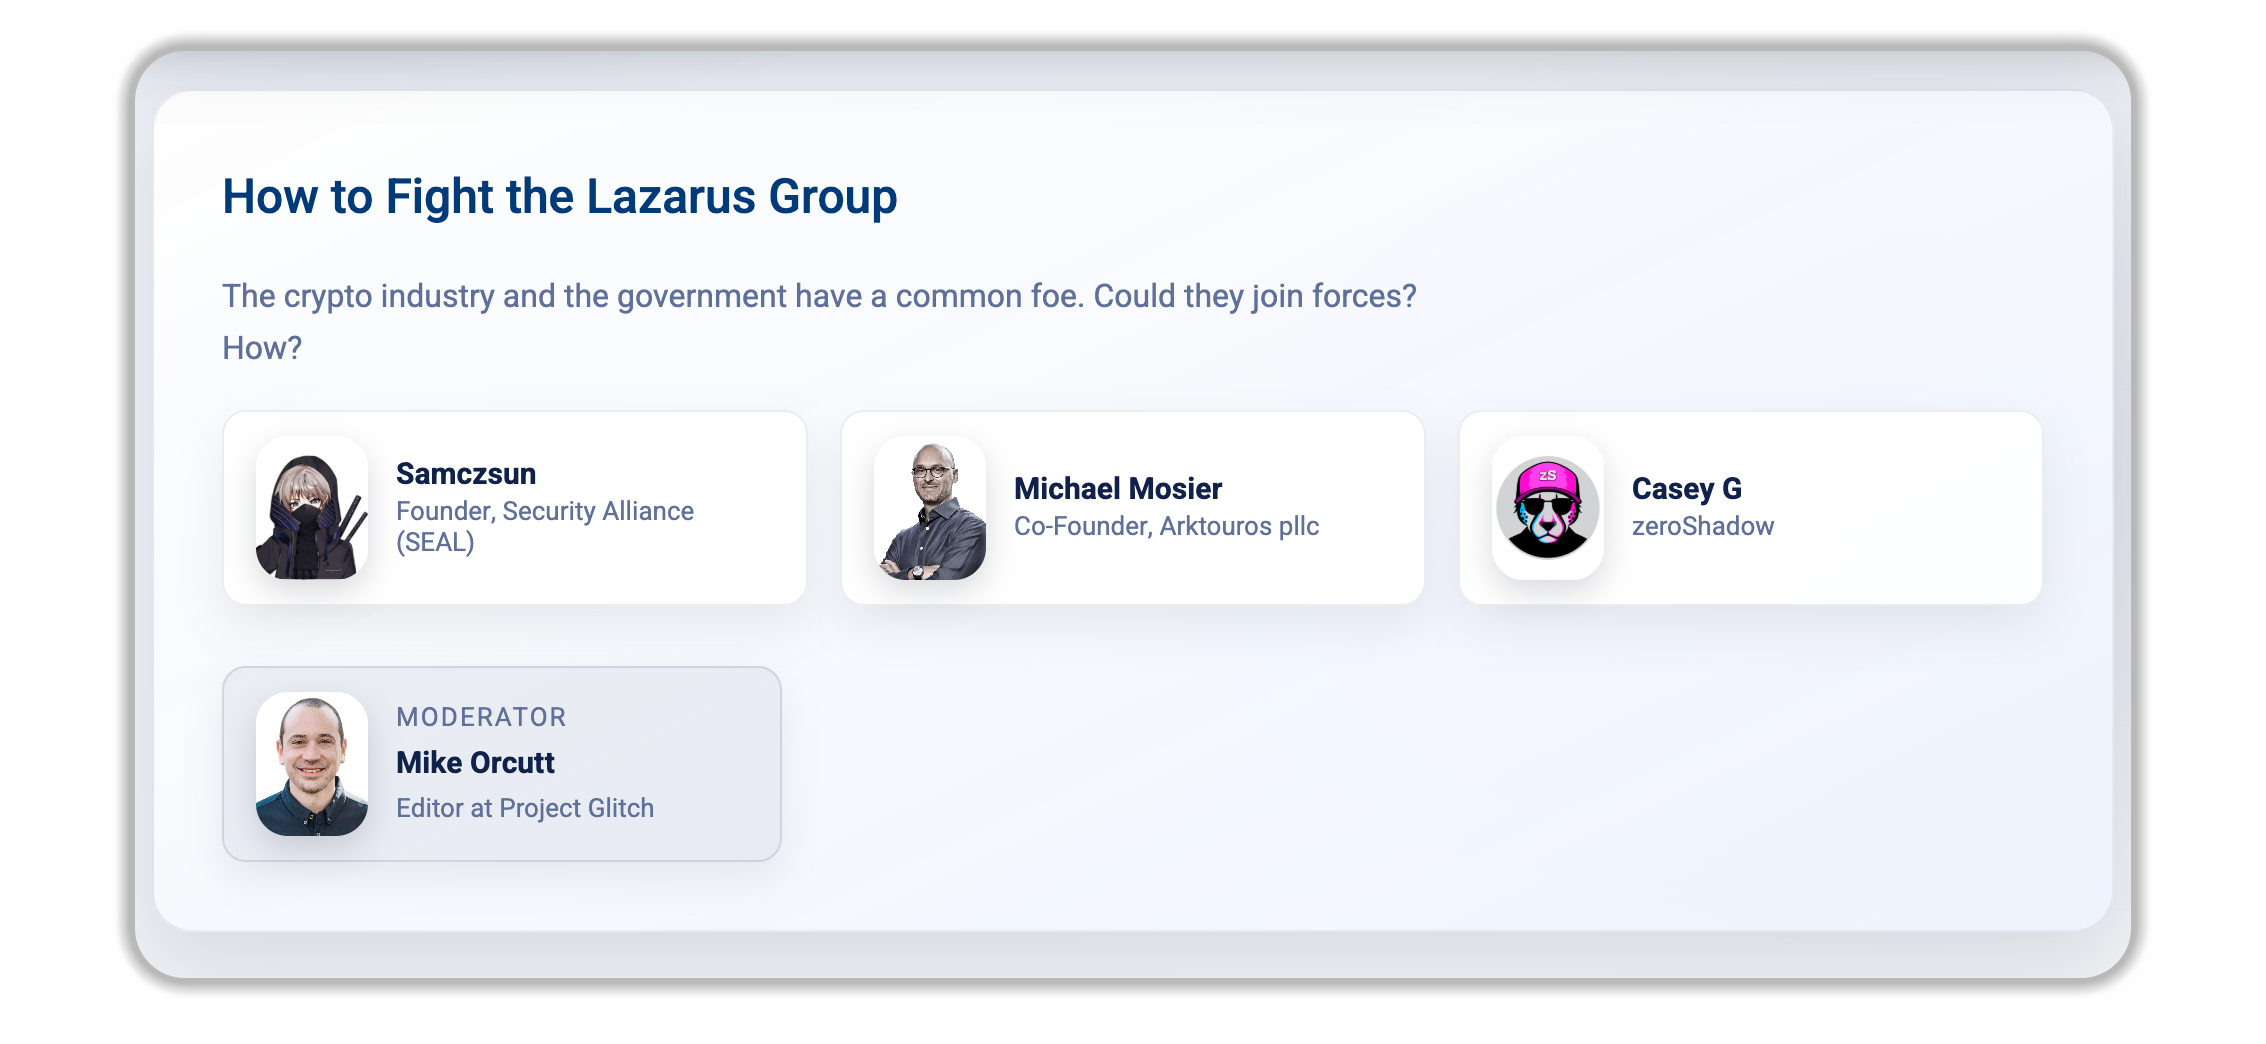 How to Fight the Lazarus Group
The crypto industry and the government have a common foe. Could they join forces?
How?
Samczsun
Founder, Security Alliance
(SEAL)
Michael Mosier
Co-Founder, Arktouros pllc
zS
Casey G
zeroShadow
MODERATOR
Mike Orcutt
Editor at Project Glitch